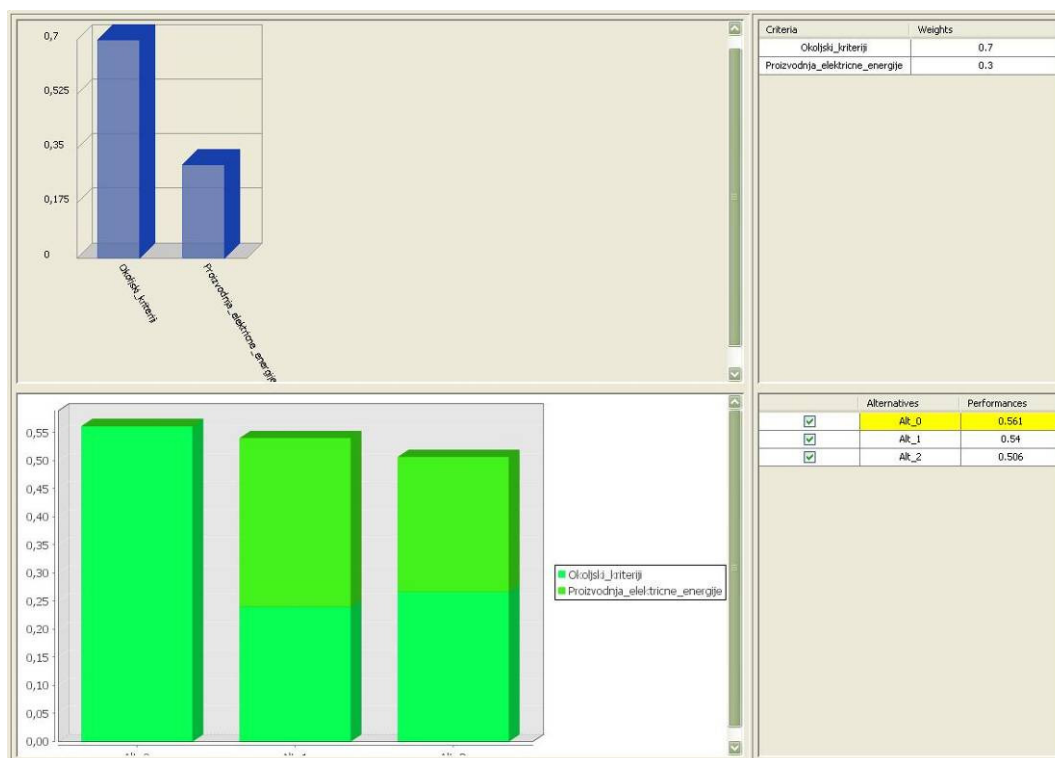 0,7
0,525
0,35
0,175
0
Okoljski_kriteriji
Proizvodnja_elektricne_energije
Criteria Weights
Okoljski_kriteriji 0.7
Proizvodnja_elektricne_energije 0.3
0,55
0,50
0,45
0,40
0,35
0,30
0,25
0,20
0,15
0,10
0,05
0,00
Okoljski_kriteriji
Proizvodnja_elektricne_energije
Alternatives Performances
Alt_0 0.561
Alt_1 0.54
Alt_2 0.506